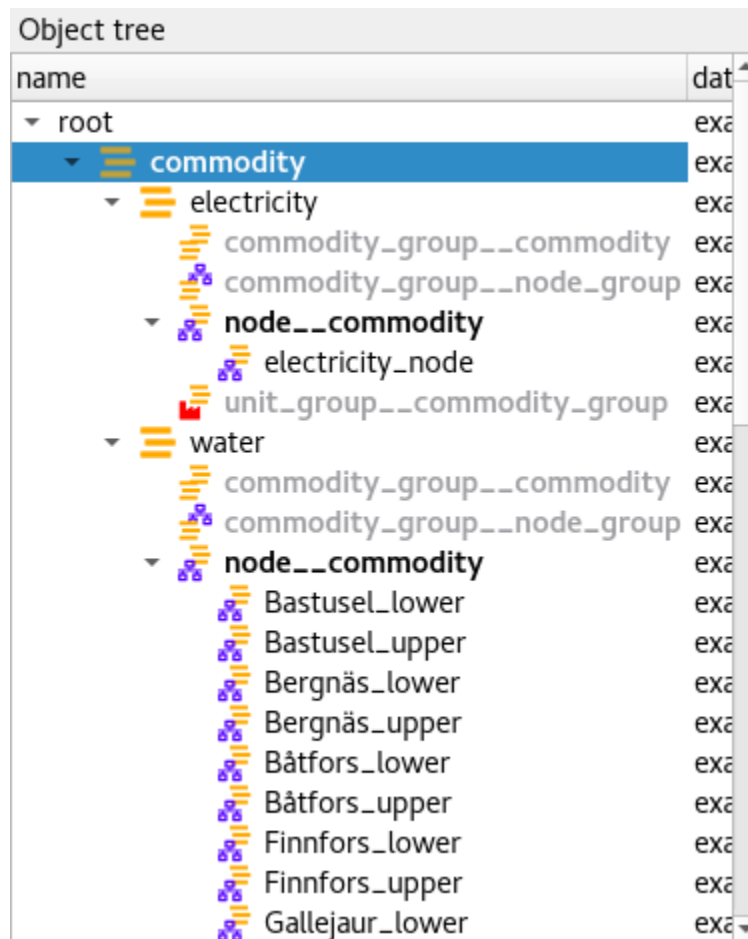 Object tree
name dat
root exa
commodity exa
electricity exa
commodity_group__commodity exa
commodity_group__node_group exa
node__commodity exa
electricity_node exa
unit_group__commodity_group exa
water exa
commodity_group__commodity exa
commodity_group__node_group exa
node__commodity exa
Bastusel_lower exa
Bastusel_upper exa
Bergnäs_lower exa
Bergnäs_upper exa
Båtfors_lower exa
Båtfors_upper exa
Finnfors_lower exa
Finnfors_upper exa
Gallejaur_lower exa